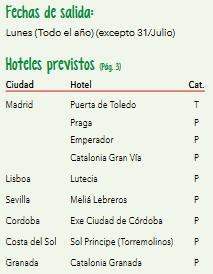 Fechas de salida:
Lunes (Todo el año) (excepto 31/Julio)
Hoteles previstos (Pág. 3)
Ciudad Hotel Cat.
Madrid Puerta de Toledo T
Praga P
Emperador P
Catalonia Gran Vía P
Lisboa Lutecia P
Sevilla Meliá Lebreros P
Cordoba Exe Ciudad de Córdoba P
Costa del Sol Sol Principe (Torremolinos) P
Granada Catalonia Granada P